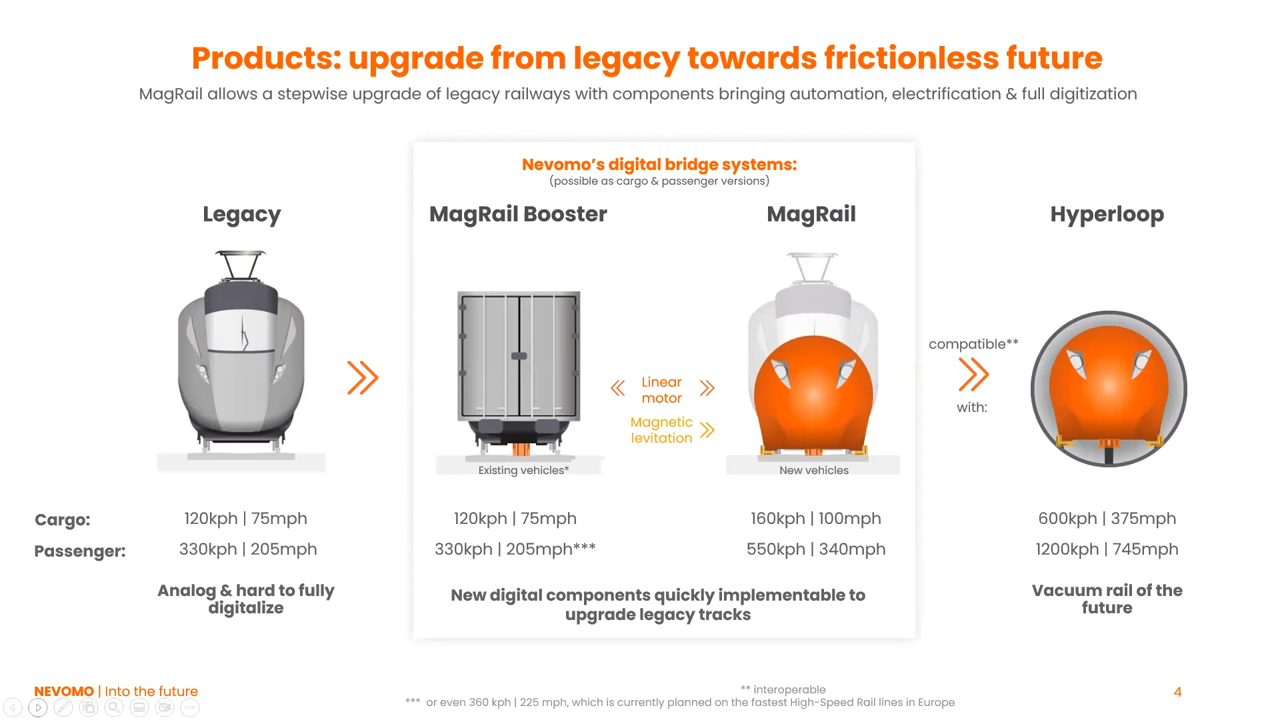 Products: upgrade from legacy towards frictionless future
MagRail allows a stepwise upgrade of legacy railways with components bringing automation, electrification & full digitization
Nevomo's digital bridge systems:
(possible as cargo & passenger versions)
Legacy
MagRail Booster
MagRail
Hyperloop
Linear
motor
Magnetic
levitation
compatible**
with:
Existing vehicles*
New vehicles
Cargo:
120kph | 75mph
120kph | 75mph
160kph | 100mph
600kph | 375mph
Passenger:
330kph | 205mph
330kph | 205mph***
550kph | 340mph
1200kph | 745mph
Analog & hard to fully
digitalize
New digital components quickly implementable to
upgrade legacy tracks
Vacuum rail of the
future
NEVOMO | Into the future
** interoperable
*** or even 360 kph | 225 mph, which is currently planned on the fastest High-Speed Rail lines in Europe
4